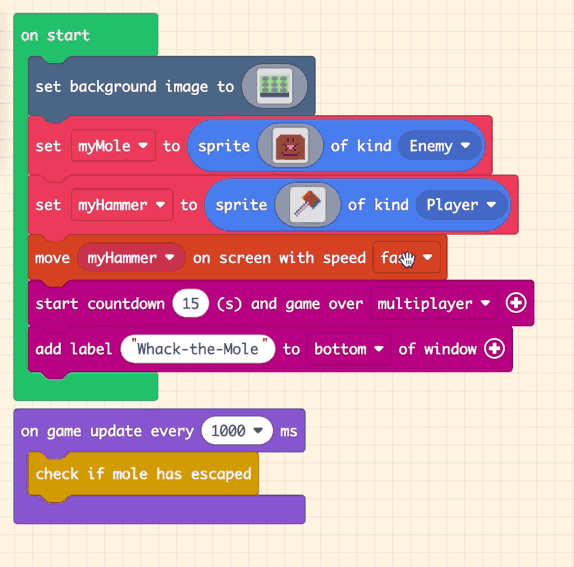 on start
set background image to
set myMole to sprite of kind Enemy
set myHammer to sprite of kind Player
move myHammer on screen with speed
start countdown 15 (s) and game over multiplayer
add label "Whack-the-Mole" to bottom of window
on game update every 1000 ms
check if mole has escaped